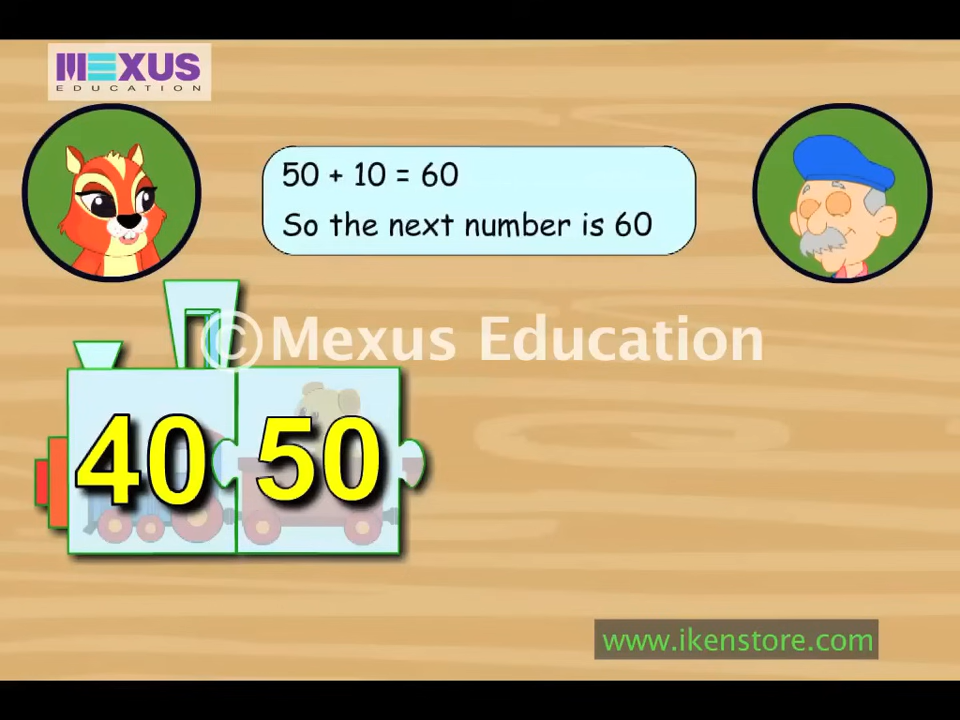 MEXUS
EDUCATION
50 + 10 = 60
So the next number is 60
©Mexus Education
40 50
www.ikenstore.com